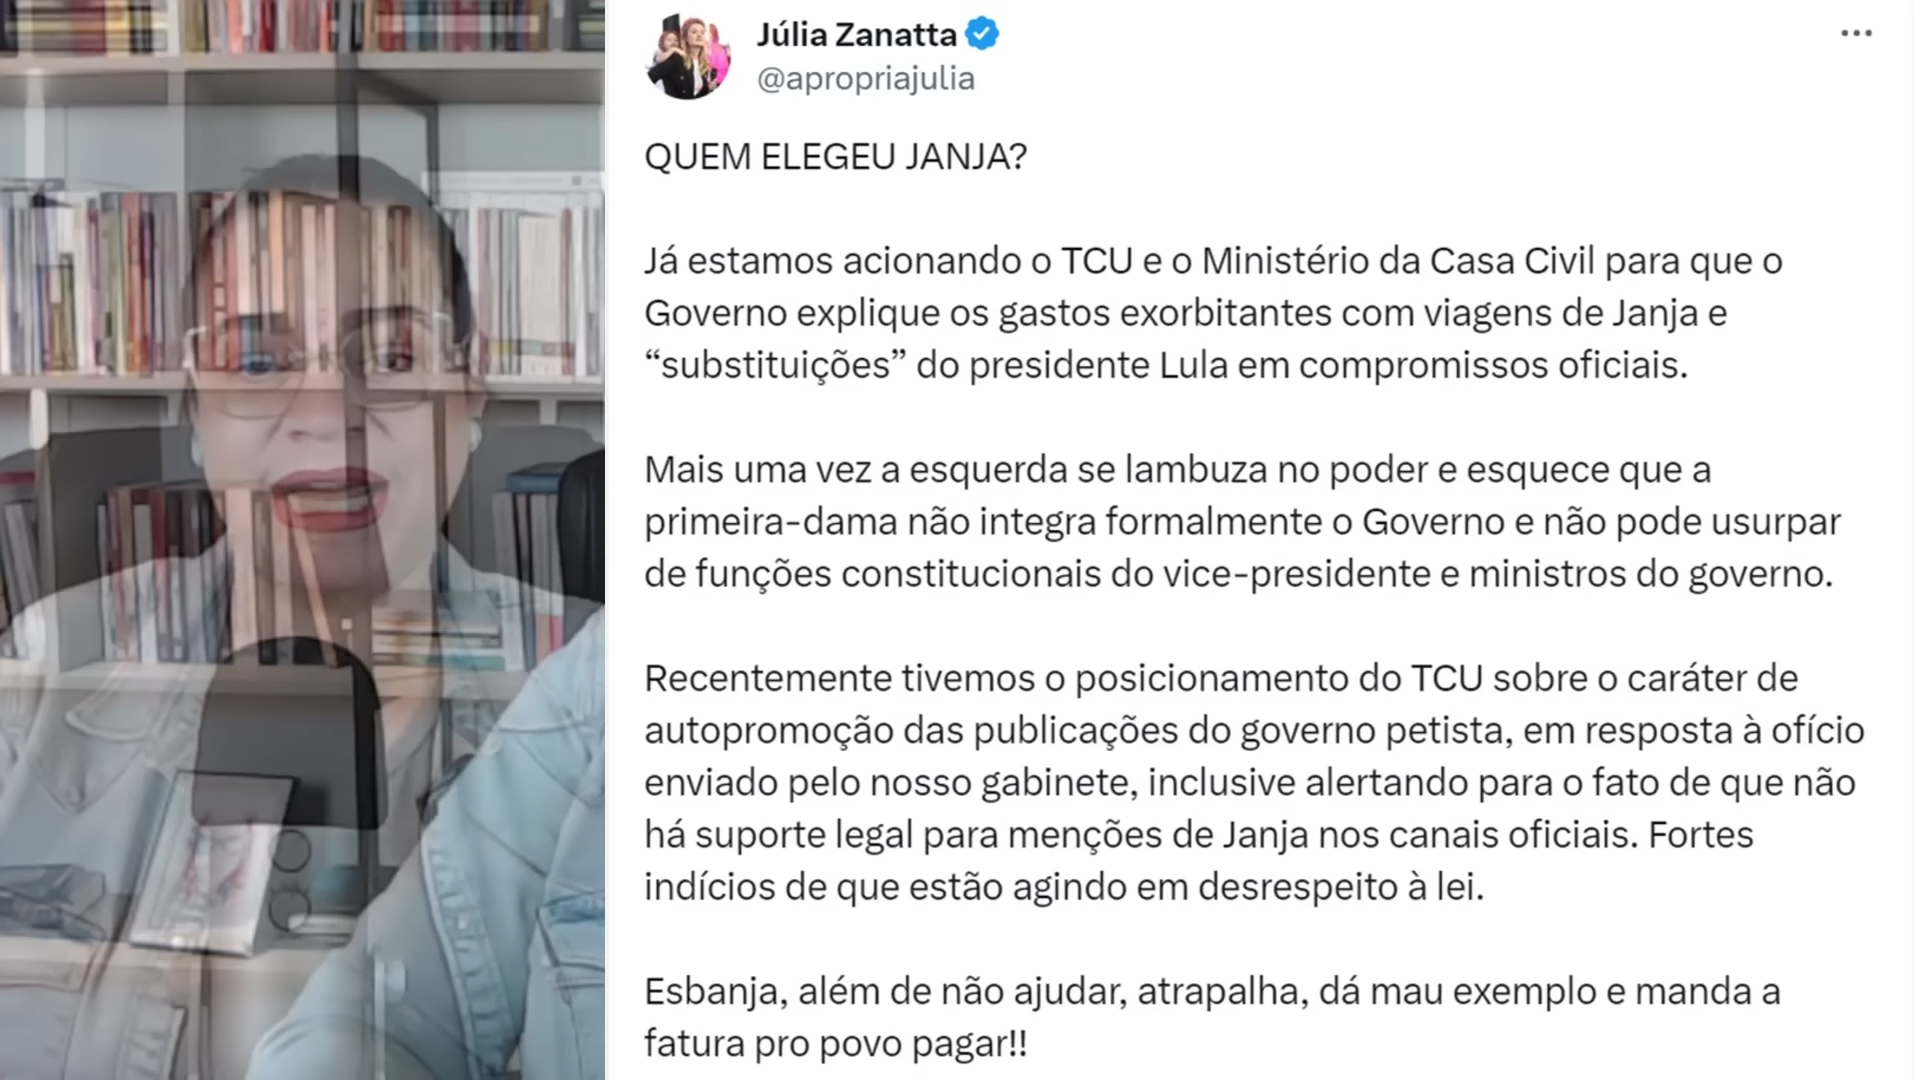 Júlia Zanatta
@apropriajulia
QUEM ELEGEU JANJA?
Já estamos acionando o TCU e o Ministério da Casa Civil para que o
Governo explique os gastos exorbitantes com viagens de Janja e
“substituições” do presidente Lula em compromissos oficiais.
Mais uma vez a esquerda se lambuza no poder e esquece que a
primeira-dama não integra formalmente o Governo e não pode usurpar
de funções constitucionais do vice-presidente e ministros do governo.
Recentemente tivemos o posicionamento do TCU sobre o caráter de
autopromoção das publicações do governo petista, em resposta à ofício
enviado pelo nosso gabinete, inclusive alertando para o fato de que não
há suporte legal para menções de Janja nos canais oficiais. Fortes
indícios de que estão agindo em desrespeito à lei.
Esbanja, além de não ajudar, atrapalha, dá mau exemplo e manda a
fatura pro povo pagar!!